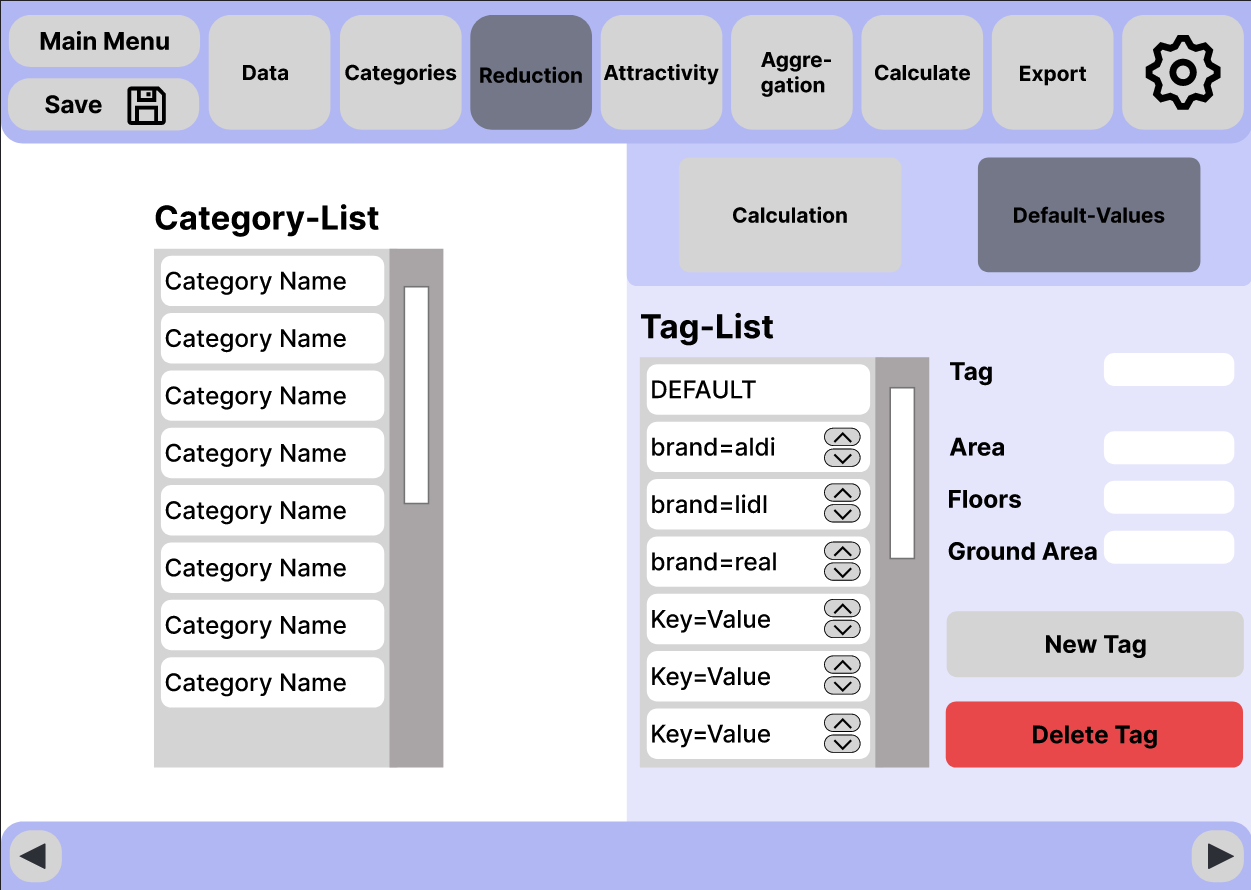 Main Menu
Save
Data
Categories
Reduction
Attractivity
Aggre-
gation
Calculate
Export
Calculation
Default-Values
Category-List
Category Name
Category Name
Category Name
Category Name
Category Name
Category Name
Category Name
Category Name
Tag-List
DEFAULT
brand=aldi
brand=lidl
brand=real
Key=Value
Key=Value
Key=Value
Tag
Area
Floors
Ground Area
New Tag
Delete Tag